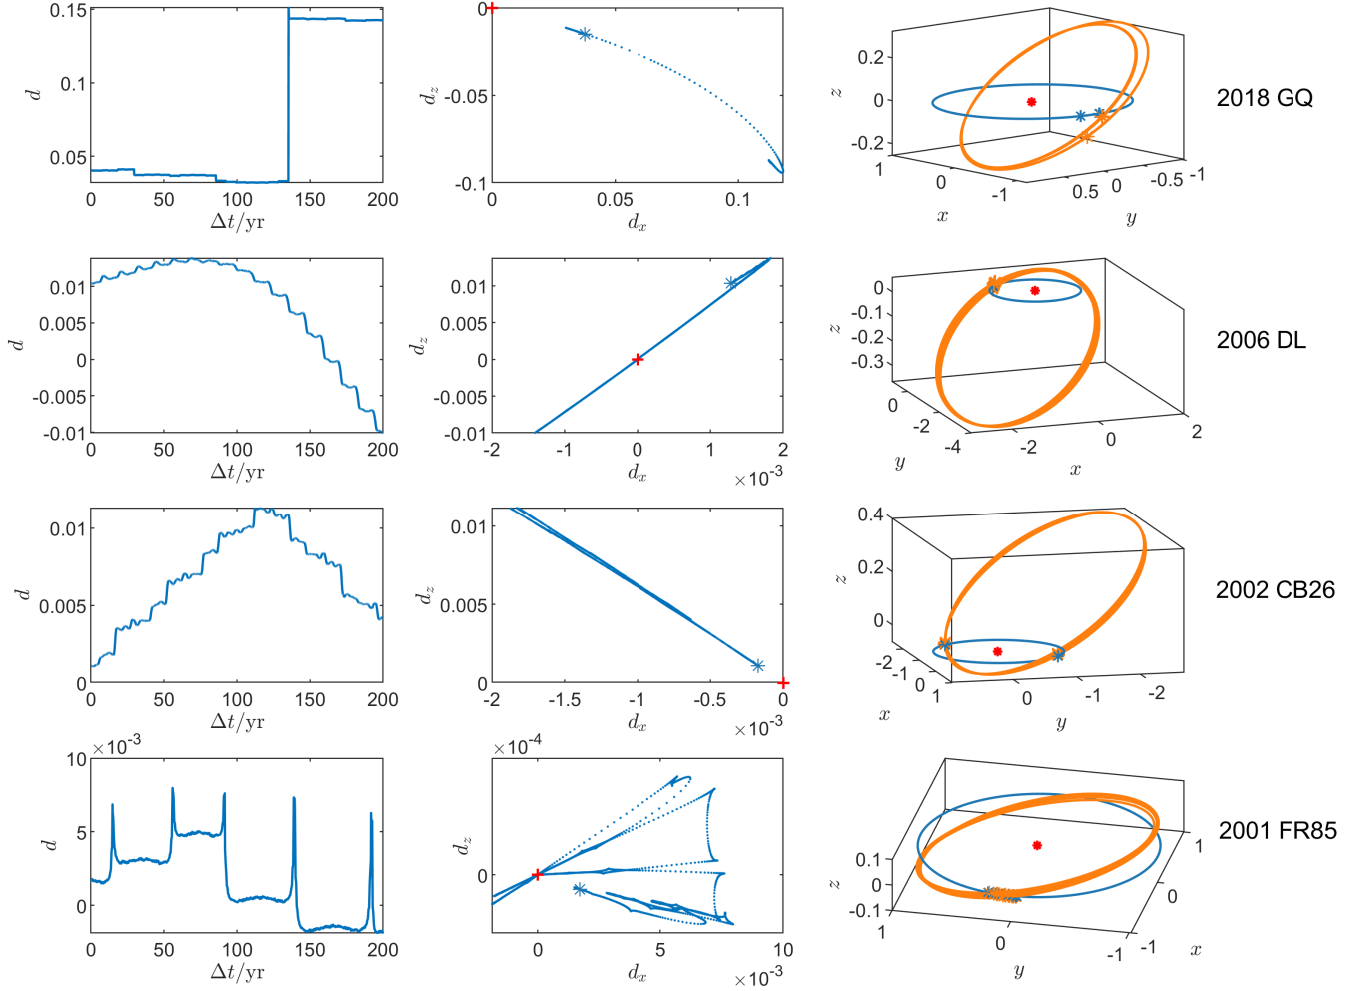 0.15
0.1
0.05
d
0 50 100 150 200
Δt/yr
0
-0.05
-0.1
d_z
0 0.05 0.1
d_x
0.2
0
-0.2
z
1 0 -1
x
0.5 0 -0.5 -1
y
2018 GQ
0.01
0.005
0
-0.005
-0.01
d
0 50 100 150 200
Δt/yr
0.01
0.005
0
-0.005
-0.01
d_z
-2 -1 0 1 2
×10⁻³
d_x
0
-0.1
-0.2
-0.3
z
0 -2 -4
y
-2 0 2
x
2006 DL
0.01
0.005
0
d
0 50 100 150 200
Δt/yr
0.01
0.005
0
d_z
-2 -1.5 -1 -0.5 0
×10⁻³
d_x
0.4
0.2
0
z
-2 -1 0 1
x
0 -1 -2
y
2002 CB26
×10⁻³
10
5
0
d
0 50 100 150 200
Δt/yr
×10⁻⁴
0
d_z
0 5 10
×10⁻³
d_x
0.1
0
-0.1
z
1 0 -1
y
-1 0 1
x
2001 FR85